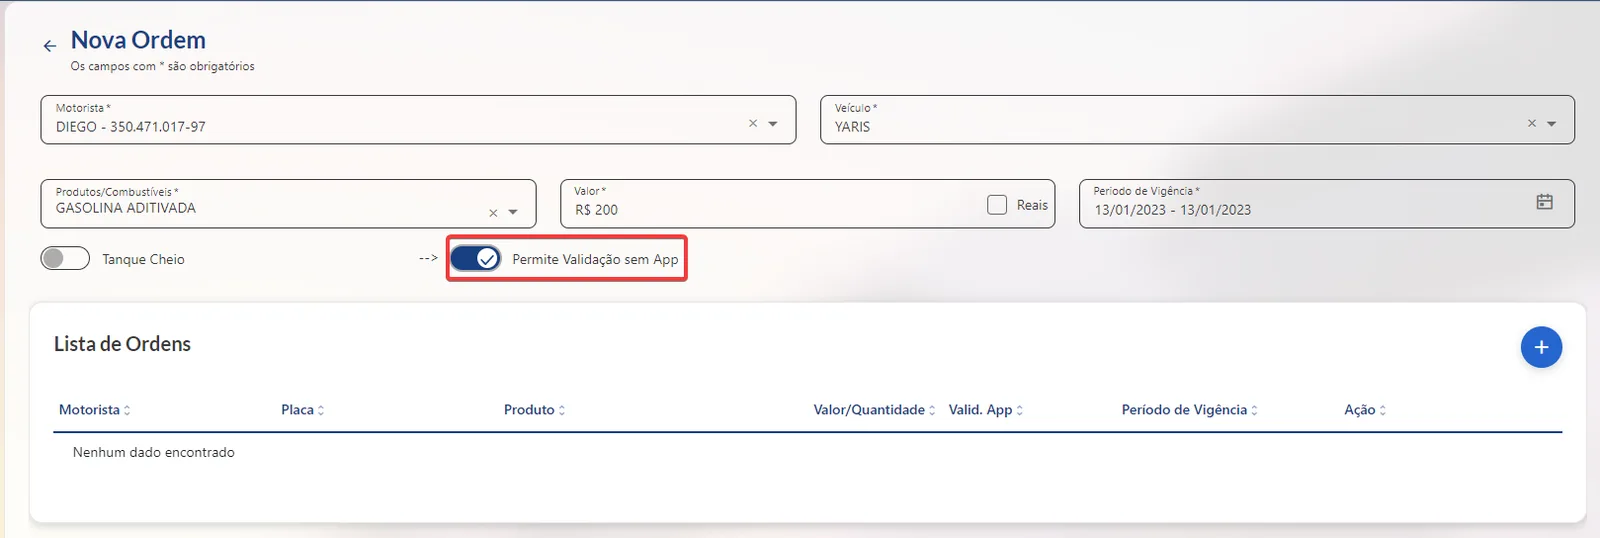 Nova Ordem
Os campos com * são obrigatórios
Motorista *
DIEGO - 350.471.017-97
Veículo *
YARIS
Produtos/Combustíveis *
GASOLINA ADITIVADA
Valor *
R$ 200
Reais
Período de Vigência *
13/01/2023 - 13/01/2023
Tanque Cheio
-->
Permite Validação sem App
Lista de Ordens
Motorista
Placa
Produto
Valor/Quantidade
Valid. App
Período de Vigência
Ação
Nenhum dado encontrado